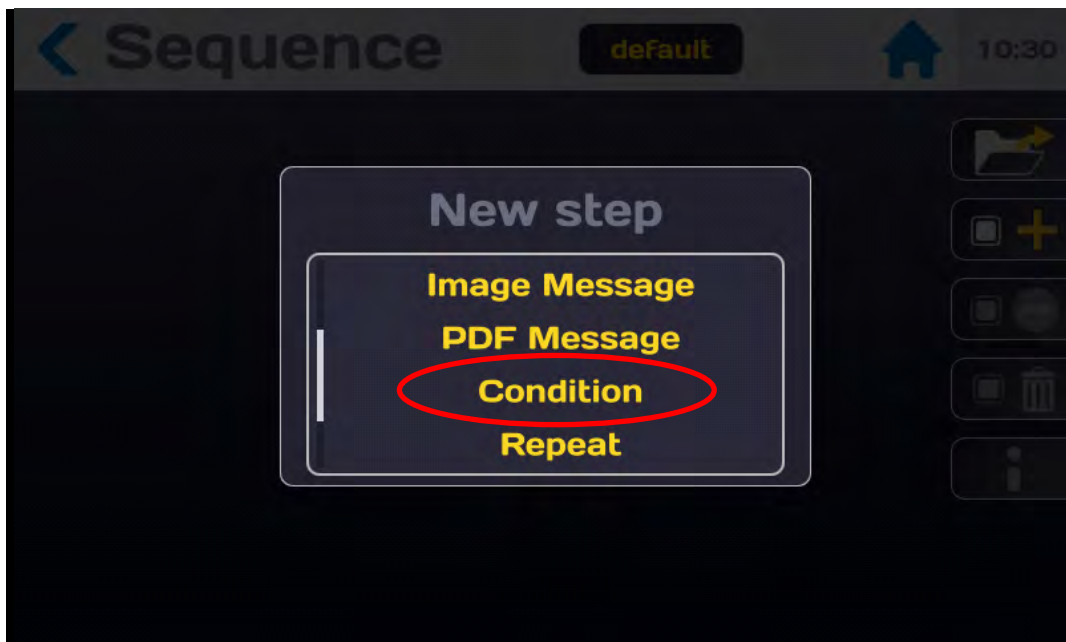 Sequence
default
10:30
New step
Image Message
PDF Message
Condition
Repeat